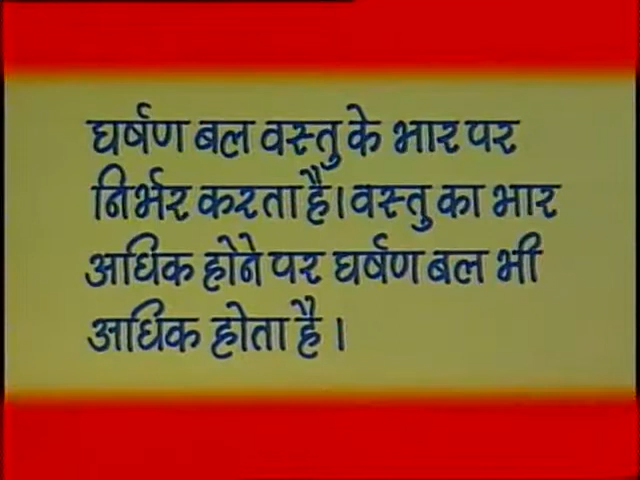 घर्षण बल वस्तु के भार पर
निर्भर करता है। वस्तु का भार
अधिक होने पर घर्षण बल भी
अधिक होता है।